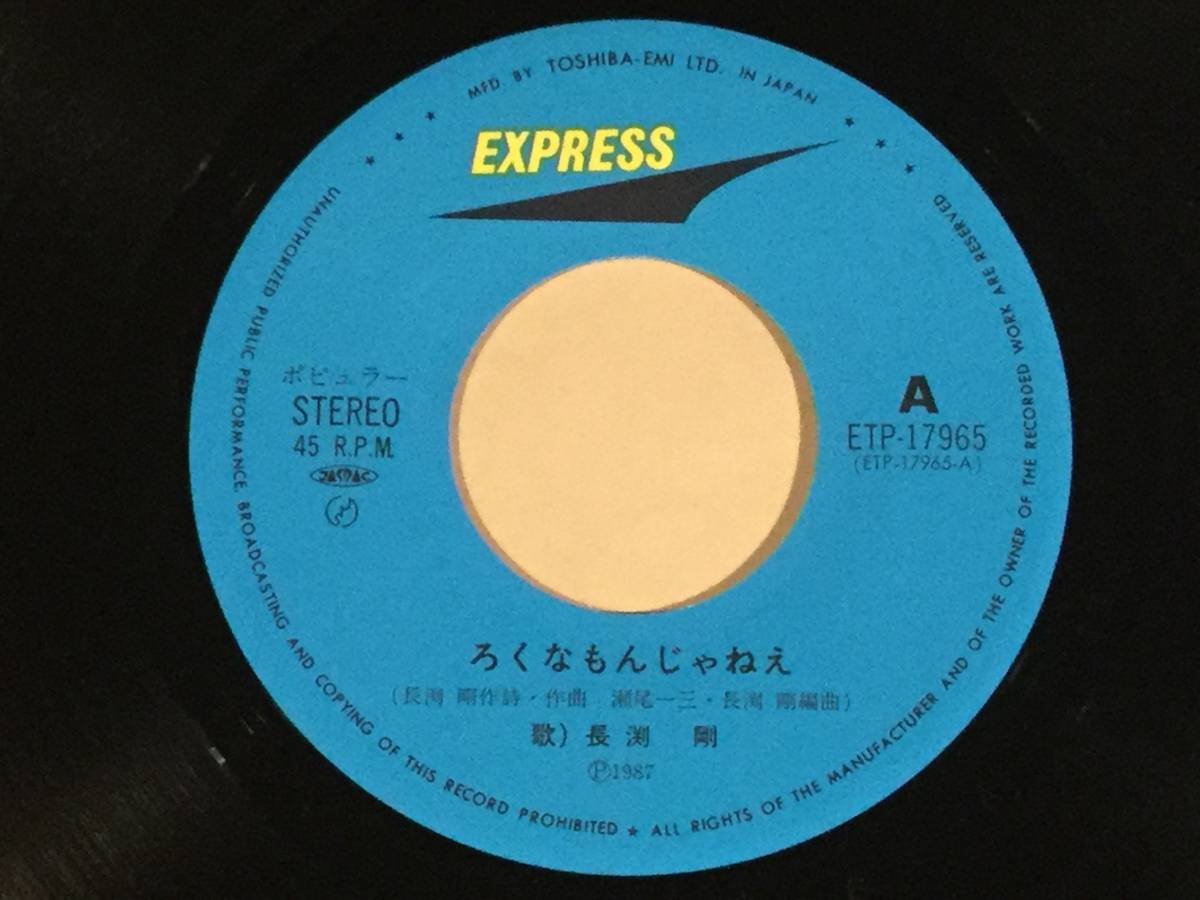 MFD. BY TOSHIBA-EMI LTD. IN JAPAN
EXPRESS
ポピュラー
STEREO
45 R.P.M.
JASRAC
A
ETP-17965
(ETP-17965-A)
ろくなもんじゃねえ
(長渕 剛作詩・作曲 瀬尾一三・長渕 剛編曲)
歌) 長渕 剛
Ⓟ1987
UNAUTHORIZED PUBLIC PERFORMANCE. BROADCASTING AND COPYING OF THIS RECORD PROHIBITED ★ ALL RIGHTS OF THE MANUFACTURER AND OF THE OWNER OF THE RECORDED WORK ARE RESERVED